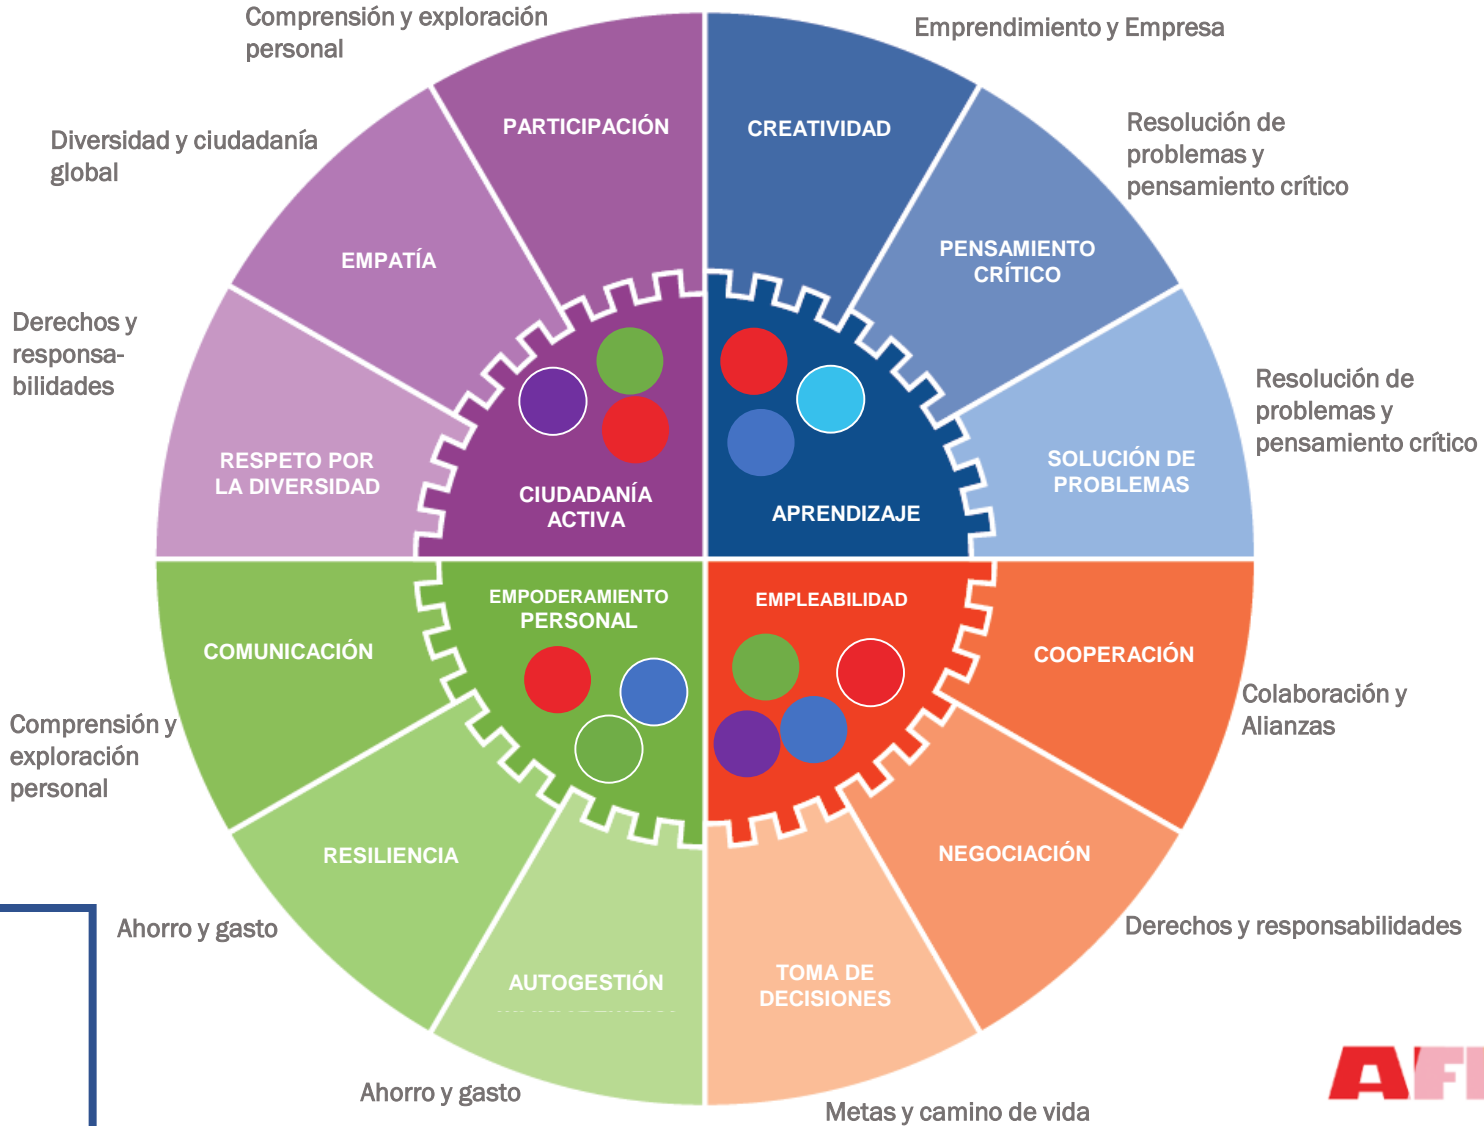 Comprensión y exploración
personal
Emprendimiento y Empresa
Diversidad y ciudadanía
global
Resolución de
problemas y
pensamiento crítico
Derechos y
responsa-
bilidades
Resolución de
problemas y
pensamiento crítico
PARTICIPACIÓN
CREATIVIDAD
EMPATÍA
PENSAMIENTO
CRÍTICO
RESPETO POR
LA DIVERSIDAD
SOLUCIÓN DE
PROBLEMAS
CIUDADANÍA
ACTIVA
APRENDIZAJE
EMPODERAMIENTO
PERSONAL
EMPLEABILIDAD
COMUNICACIÓN
COOPERACIÓN
Comprensión y
exploración
personal
Colaboración y
Alianzas
RESILIENCIA
NEGOCIACIÓN
Ahorro y gasto
Derechos y responsabilidades
AUTOGESTIÓN
TOMA DE
DECISIONES
Ahorro y gasto
Metas y camino de vida